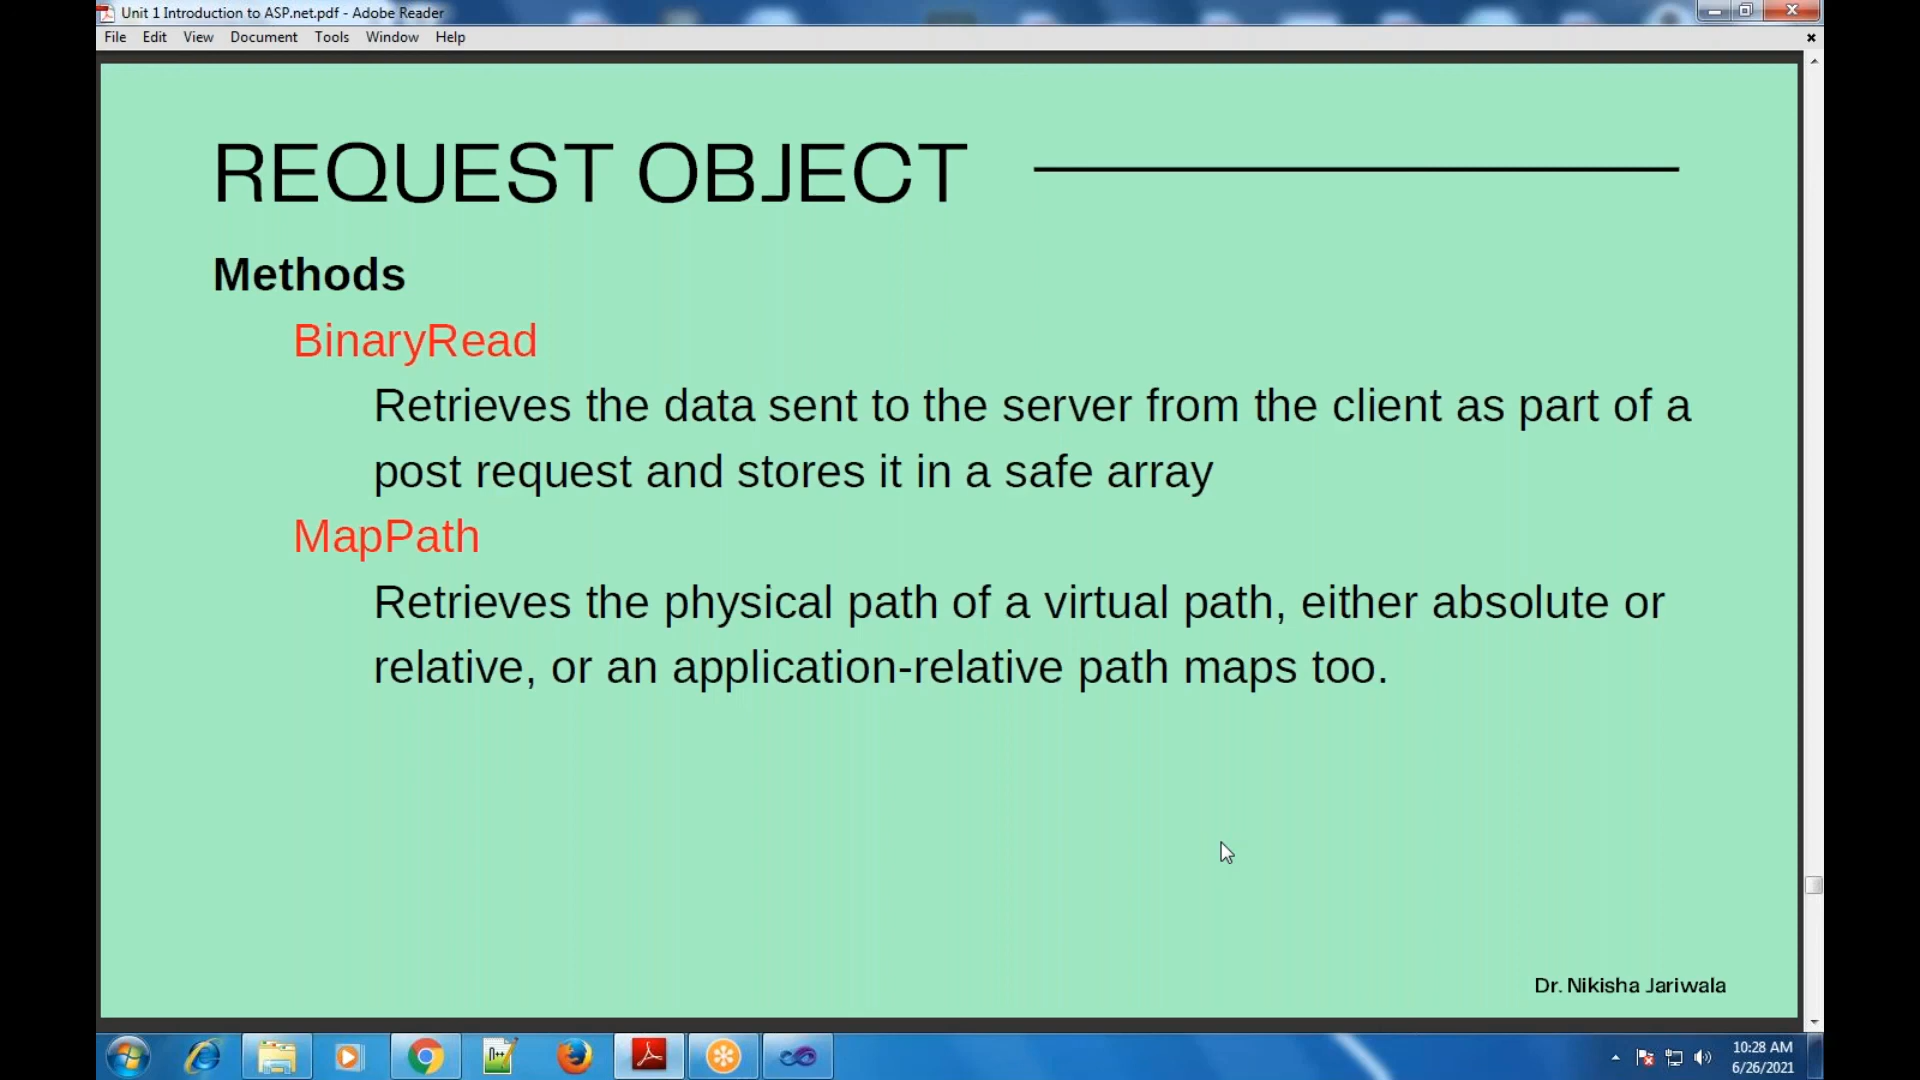 Unit 1 Introduction to ASP.net.pdf - Adobe Reader
File Edit View Document Tools Window Help
REQUEST OBJECT
Methods
BinaryRead
Retrieves the data sent to the server from the client as part of a
post request and stores it in a safe array
MapPath
Retrieves the physical path of a virtual path, either absolute or
relative, or an application-relative path maps too.
Dr. Nikisha Jariwala
10:28 AM
6/26/2021